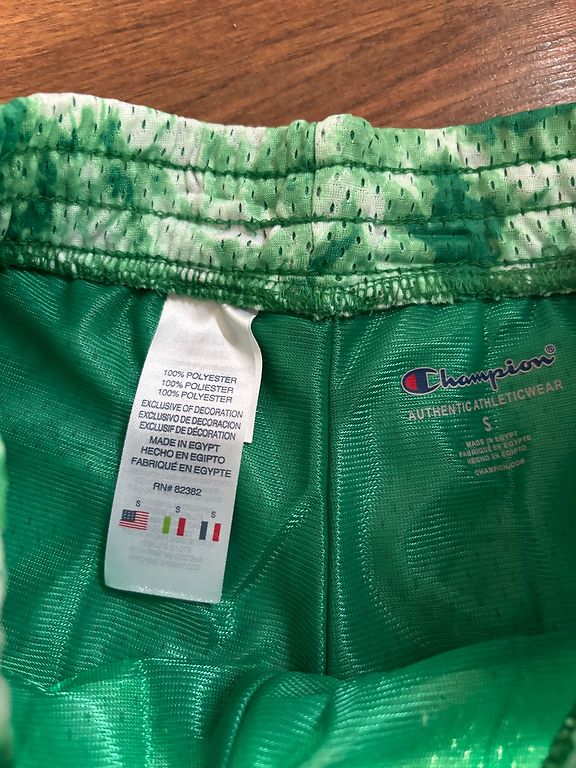 100% POLYESTER
100% POLIESTER
100% POLYESTER
EXCLUSIVE OF DECORATION
EXCLUSIVO DE DECORACION
EXCLUSIF DE DÉCORATION
MADE IN EGYPT
HECHO EN EGIPTO
FABRIQUÉ EN EGYPTE
RN# 82382
S S S
Champion®
AUTHENTIC ATHLETICWEAR
S
MADE IN EGYPT
FABRIQUÉ EN EGYPTE
HECHO EN EGIPTO
CHAMPION.COM